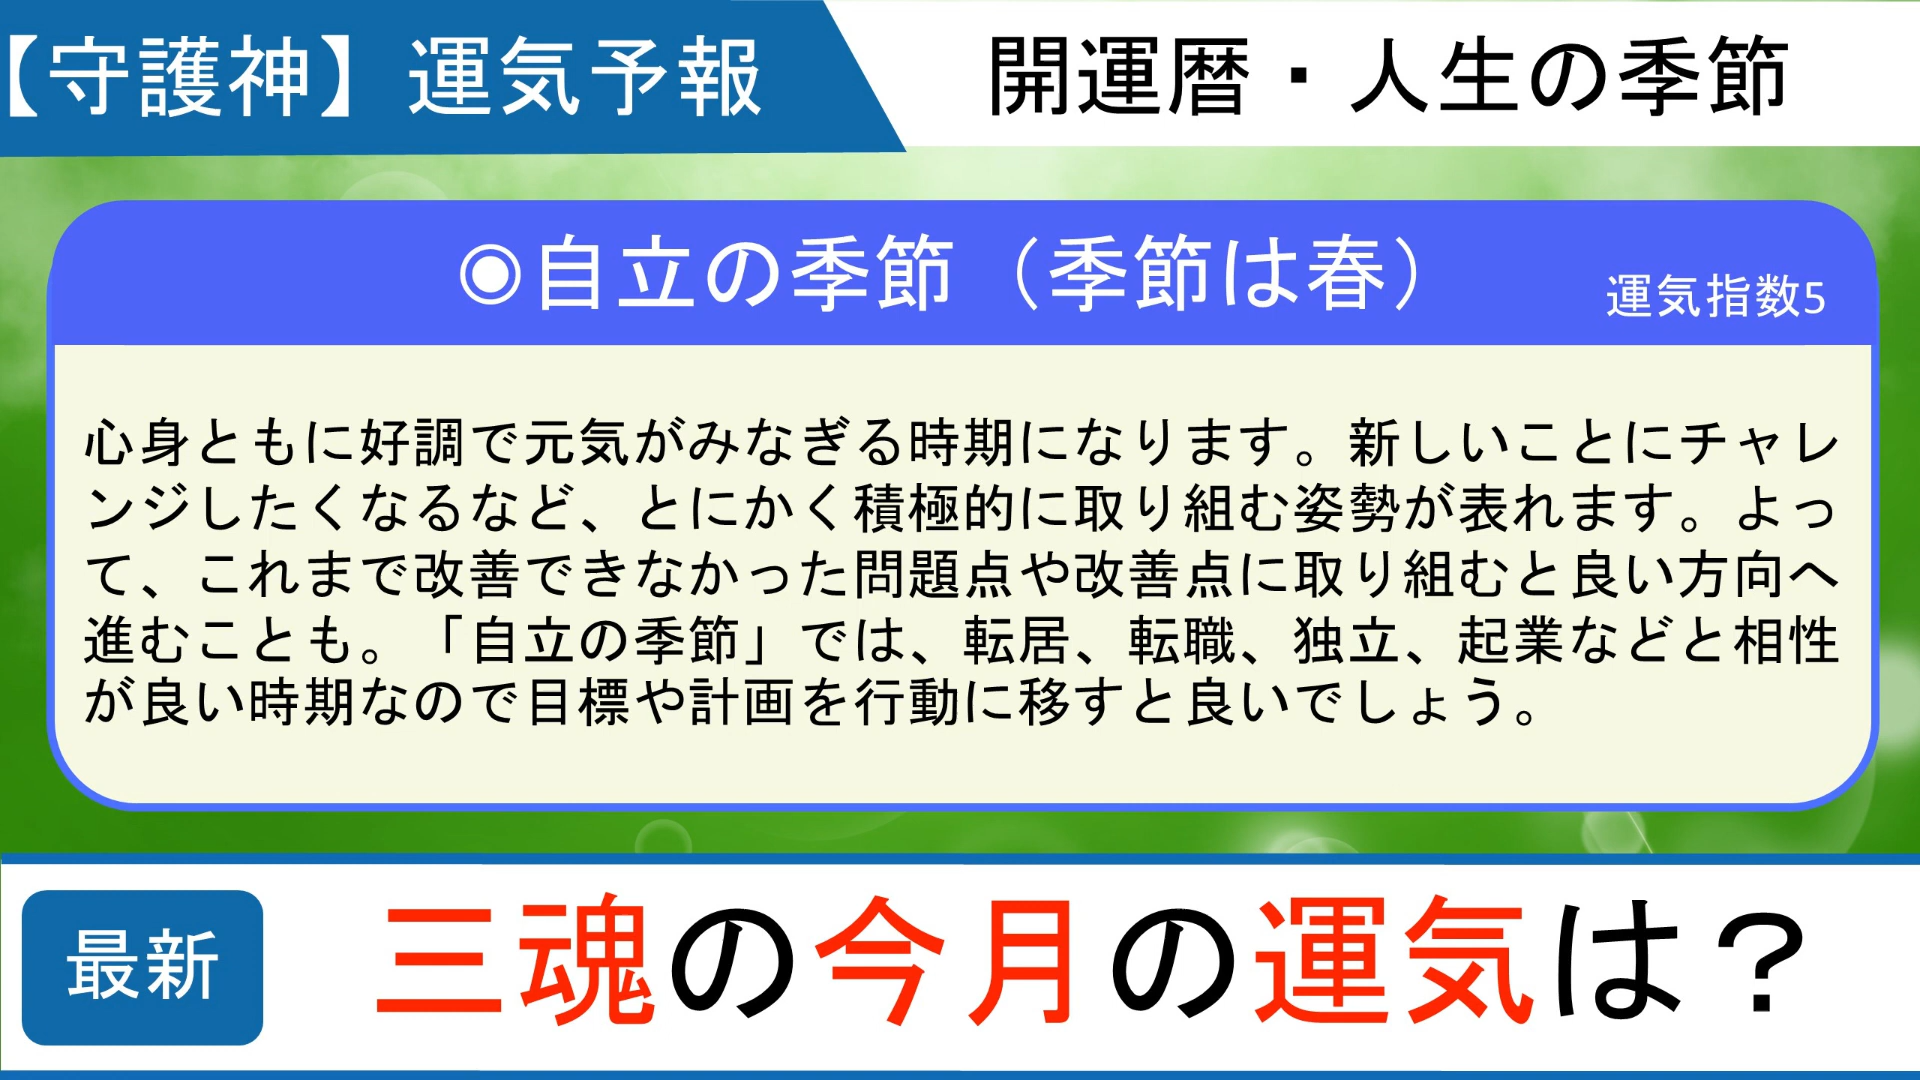 【守護神】運気予報
開運暦・人生の季節
◉自立の季節（季節は春）
運気指数5
心身ともに好調で元気がみなぎる時期になります。新しいことにチャレ
ンジしたくなるなど、とにかく積極的に取り組む姿勢が表れます。よっ
て、これまで改善できなかった問題点や改善点に取り組むと良い方向へ
進むことも。「自立の季節」では、転居、転職、独立、起業などと相性
が良い時期なので目標や計画を行動に移すと良いでしょう。
最新
三魂の今月の運気は？